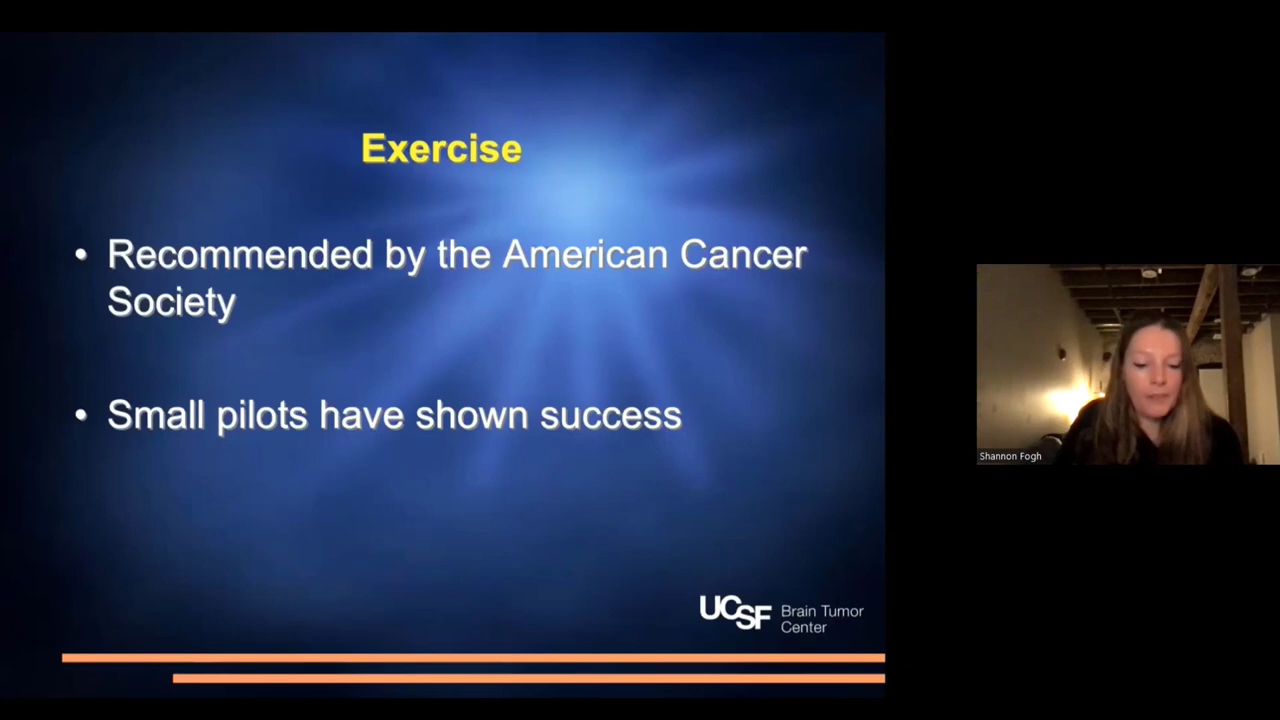 Exercise
• Recommended by the American Cancer
Society
• Small pilots have shown success
UCSF Brain Tumor
Center
Shannon Fogh